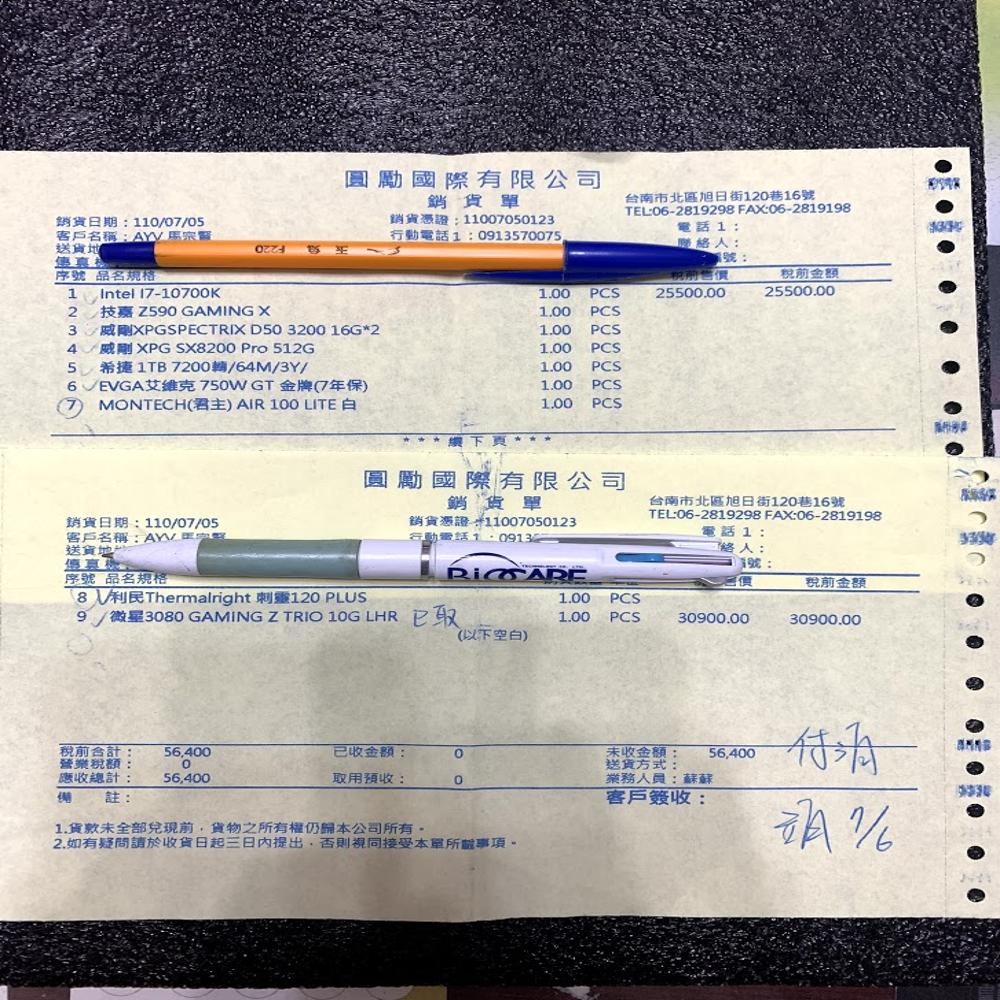 圓勵國際有限公司
銷貨單
台南市北區旭日街120巷16號
TEL:06-2819298 FAX:06-2819198
銷貨日期：110/07/05
銷貨憑證：11007050123
電話1：
客戶名稱：AYV 馬宗賢
行動電話1：0913570075
聯絡人：
送貨地
號：
傳真機
F220 玉兔
序號 品名規格 稅前售價 稅前金額
1 Intel I7-10700K 1.00 PCS 25500.00 25500.00
2 技嘉 Z590 GAMING X 1.00 PCS
3 威剛XPGSPECTRIX D50 3200 16G*2 1.00 PCS
4 威剛 XPG SX8200 Pro 512G 1.00 PCS
5 希捷 1TB 7200轉/64M/3Y/ 1.00 PCS
6 EVGA艾維克 750W GT 金牌(7年保) 1.00 PCS
7 MONTECH(君主) AIR 100 LITE 白 1.00 PCS
***續下頁***
圓勵國際有限公司
銷貨單
台南市北區旭日街120巷16號
TEL:06-2819298 FAX:06-2819198
銷貨日期：110/07/05
銷貨憑證：11007050123
電話1：
客戶名稱：AYV 馬宗賢
行動電話1：0913
絡人：
送貨地
號：
傳真機
BIOCARE
TECHNOLOGY CO., LTD.
序號 品名規格 稅前售價 稅前金額
8 利民Thermalright 刺靈120 PLUS 1.00 PCS
9 微星3080 GAMING Z TRIO 10G LHR 已取 1.00 PCS 30900.00 30900.00
(以下空白)
稅前合計： 56,400 已收金額： 0 未收金額： 56,400
付清
營業稅額： 0 送貨方式：
應收總計： 56,400 取用預收： 0 業務人員：蘇蘇
備註：
客戶簽收：
7/6
1.貨款未全部兌現前，貨物之所有權仍歸本公司所有。
2.如有疑問請於收貨日起三日內提出，否則視同接受本單所載事項。